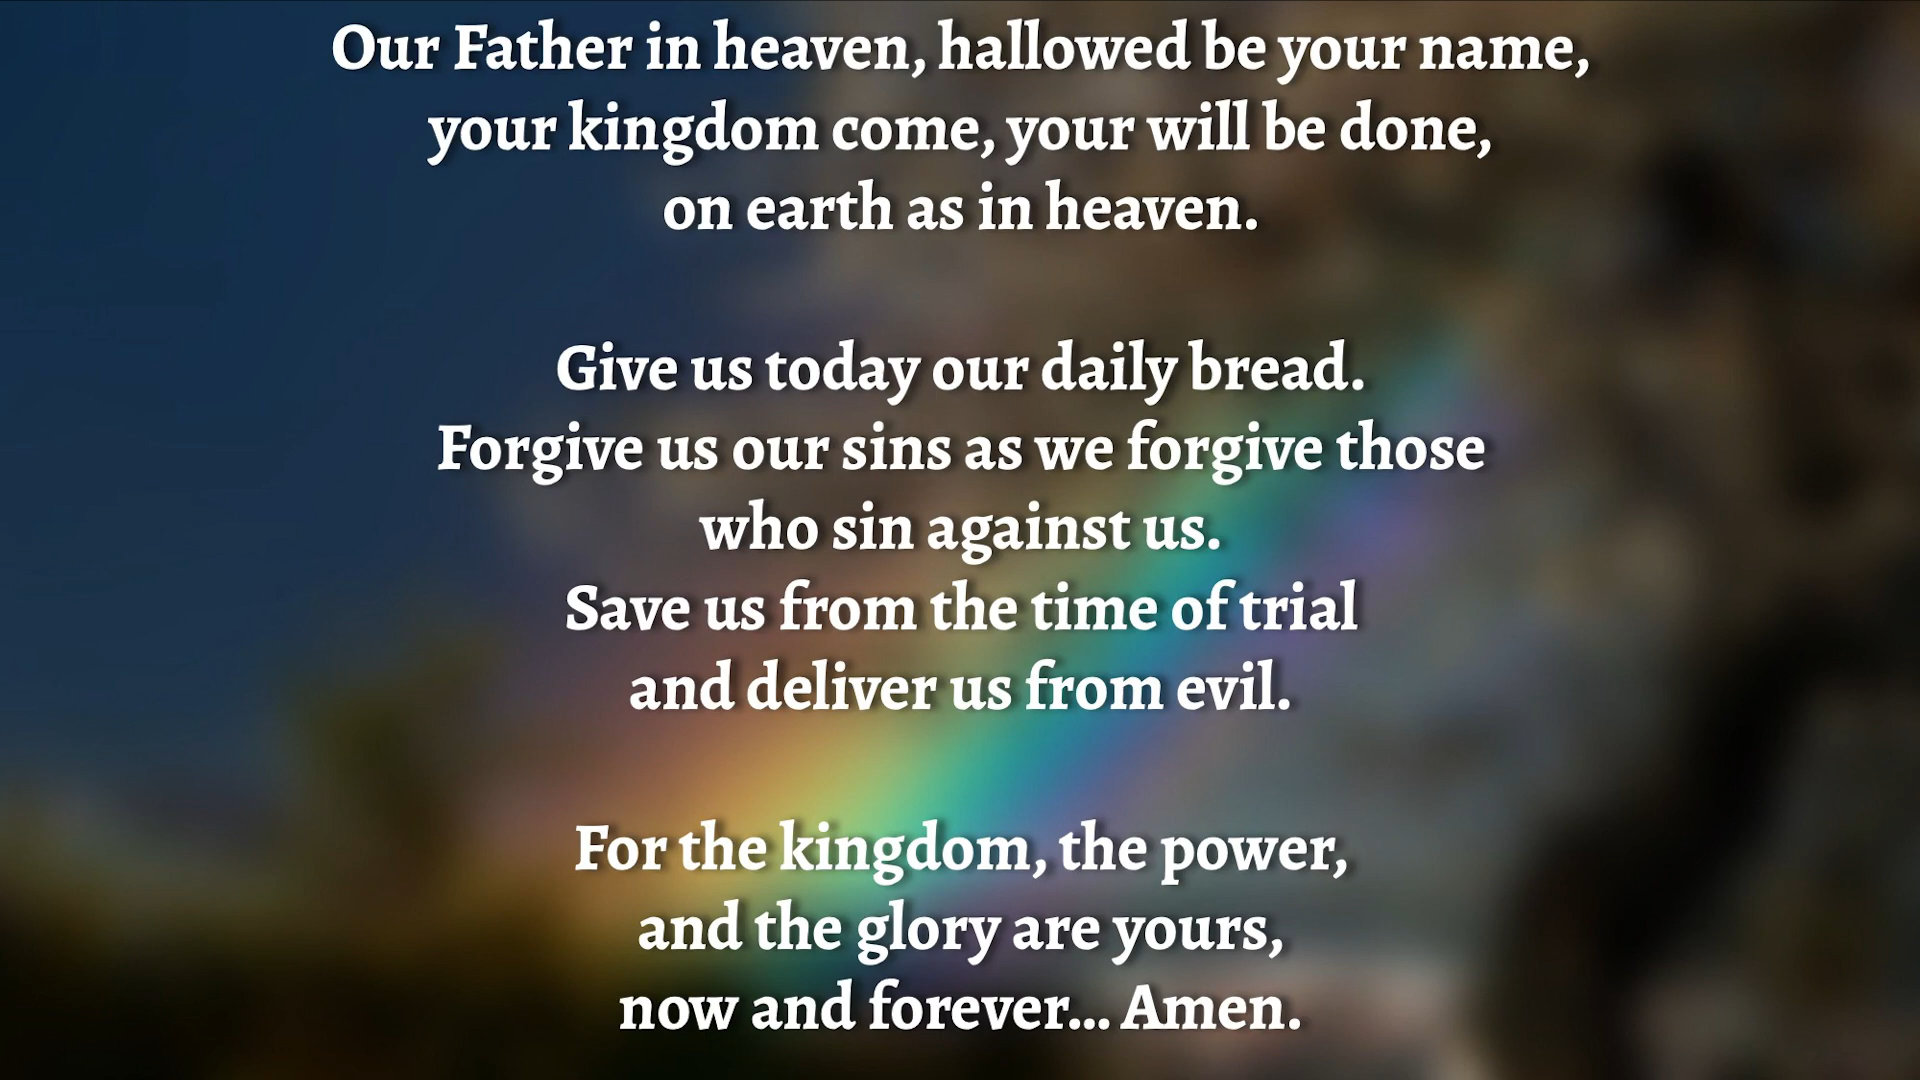 Our Father in heaven, hallowed be your name,
your kingdom come, your will be done,
on earth as in heaven.
Give us today our daily bread.
Forgive us our sins as we forgive those
who sin against us.
Save us from the time of trial
and deliver us from evil.
For the kingdom, the power,
and the glory are yours,
now and forever... Amen.